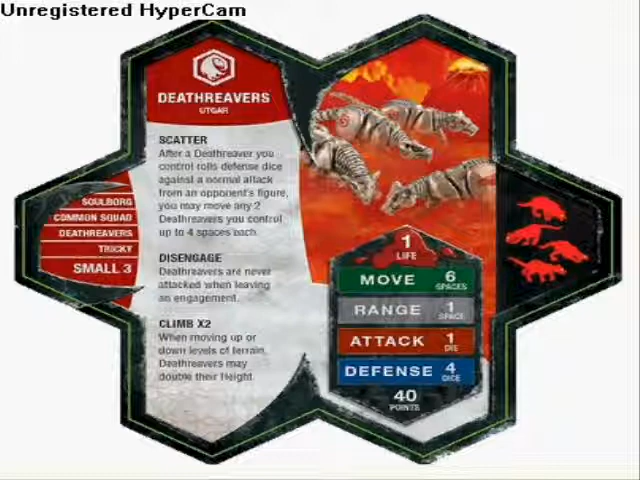 Unregistered HyperCam
DEATHREAVERS
UTGAR
SCATTER
After a Deathreaver you
control rolls defense dice
against a normal attack
from an opponent's figure,
you may move any 2
Deathreavers you control
up to 4 spaces each.
DISENGAGE
Deathreavers are never
attacked when leaving
an engagement.
CLIMB X2
When moving up or
down levels of terrain,
Deathreavers may
double their Height.
SOULBORG
COMMON SQUAD
DEATHREAVERS
TRICKY
SMALL 3
1
LIFE
MOVE 6
SPACES
RANGE 1
SPACE
ATTACK 1
DIE
DEFENSE 4
DICE
40
POINTS